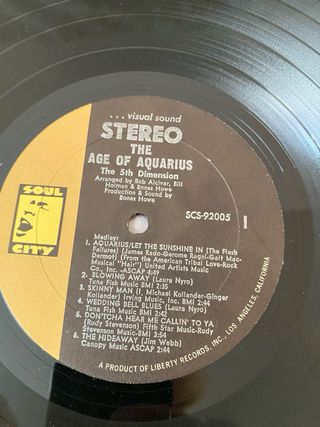 ... visual sound
STEREO
THE
AGE OF AQUARIUS
The 5th Dimension
Arranged by Bob Alcivar, Bill
Holman & Bones Howe
Production & Sound by
Bones Howe
SCS-92005
SOUL
CITY
Medley:
1. AQUARIUS/LET THE SUNSHINE IN (The Flesh
Failures) (James Rado-Gerome Ragni-Galt Mac-
Dermot) (From the American Tribal Love-Rock
Musical "Hair") United Artists Music
Co., Inc. -ASCAP 4:49
2. BLOWING AWAY (Laura Nyro)
Tuna Fish Music BMI 2:35
3. SKINNY MAN (I. Michael Kollander-Ginger
Kollander) Irving Music, Inc. BMI 2:44
4. WEDDING BELL BLUES (Laura Nyro)
Tuna Fish Music BMI 2:42
5. DON'TCHA HEAR ME CALLIN' TO YA
(Rudy Stevenson) Fifth Star Music-Rudy
Stevenson Music-BMI 3:54
6. THE HIDEAWAY (Jim Webb)
Canopy Music ASCAP 2:44
A PRODUCT OF LIBERTY RECORDS, INC., LOS ANGELES, CALIFORNIA